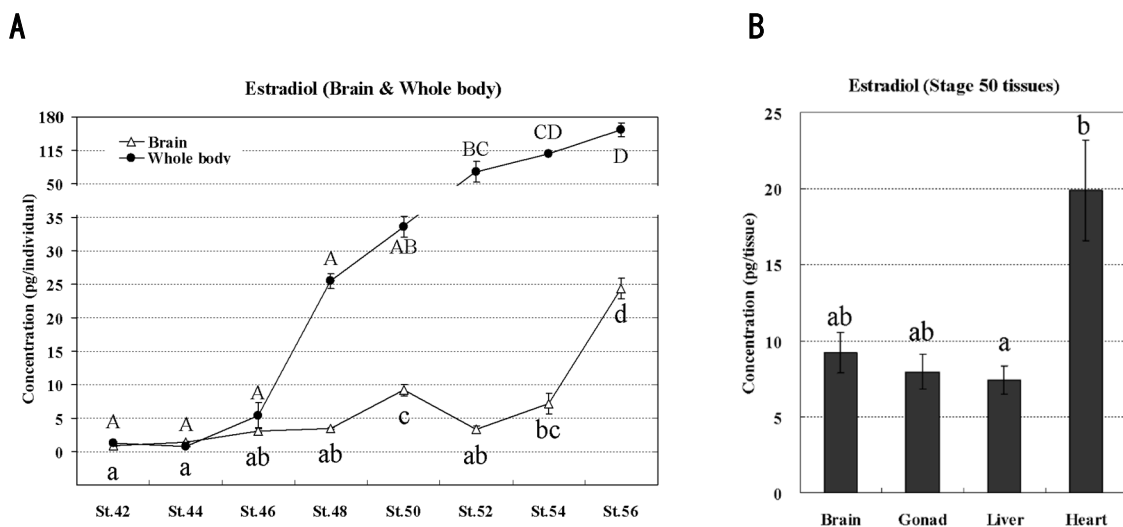 A
Estradiol (Brain & Whole body)
Concentration (pg/individual)
180
115
50
35
30
25
20
15
10
5
0
Brain
Whole body
A
A
A
A
AB
BC
CD
D
a
a
ab
ab
c
ab
bc
d
St.42 St.44 St.46 St.48 St.50 St.52 St.54 St.56
B
Estradiol (Stage 50 tissues)
Concentration (pg/tissue)
25
20
15
10
5
0
ab
ab
a
b
Brain Gonad Liver Heart